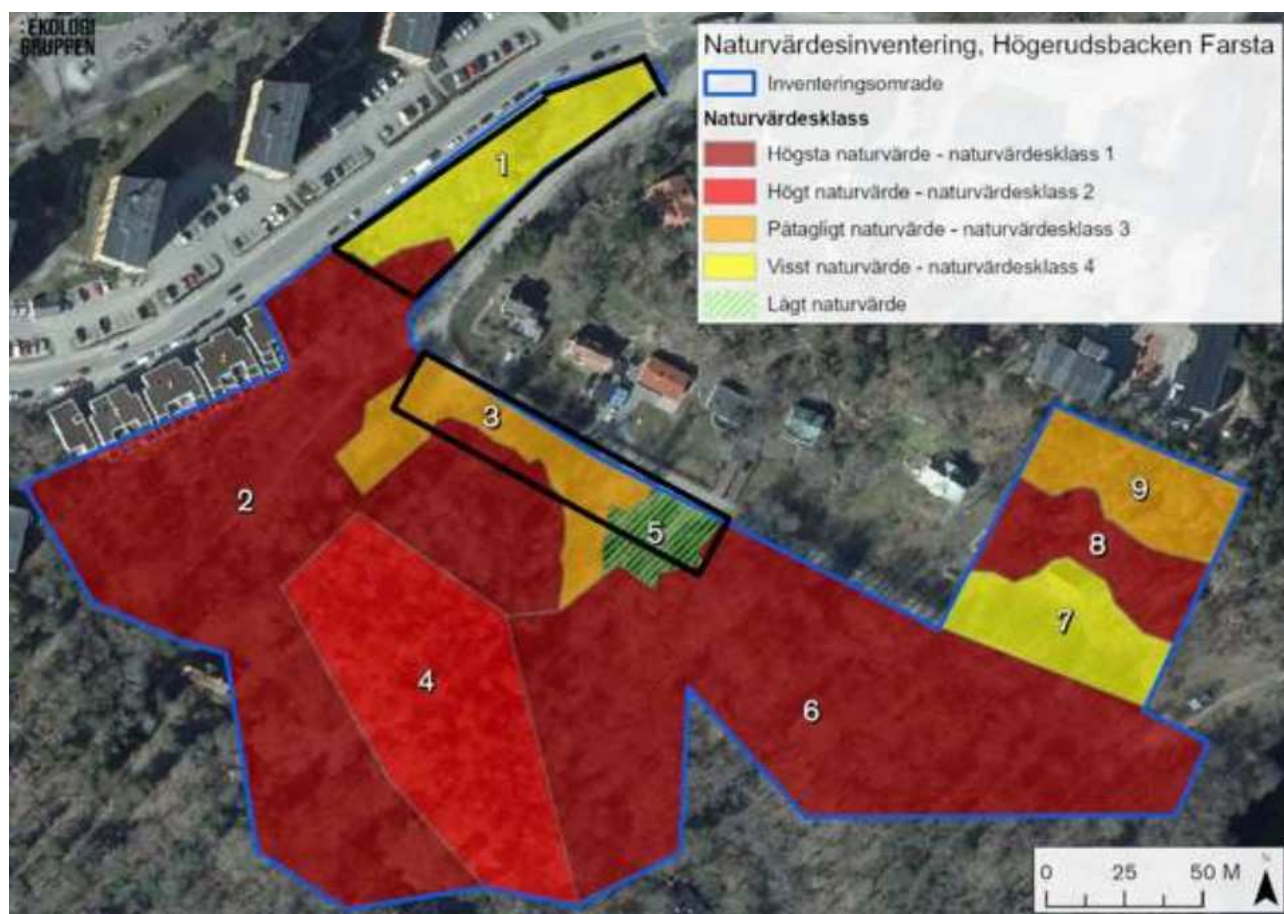 EKOLOGI
GRUPPEN
Naturvärdesinventering, Högerudsbacken Farsta
Inventeringsområde
Naturvärdesklass
Högsta naturvärde - naturvärdesklass 1
Högt naturvärde - naturvärdesklass 2
Påtagligt naturvärde - naturvärdesklass 3
Visst naturvärde - naturvärdesklass 4
Lågt naturvärde
1
2
3
4
5
6
7
8
9
0 25 50 M